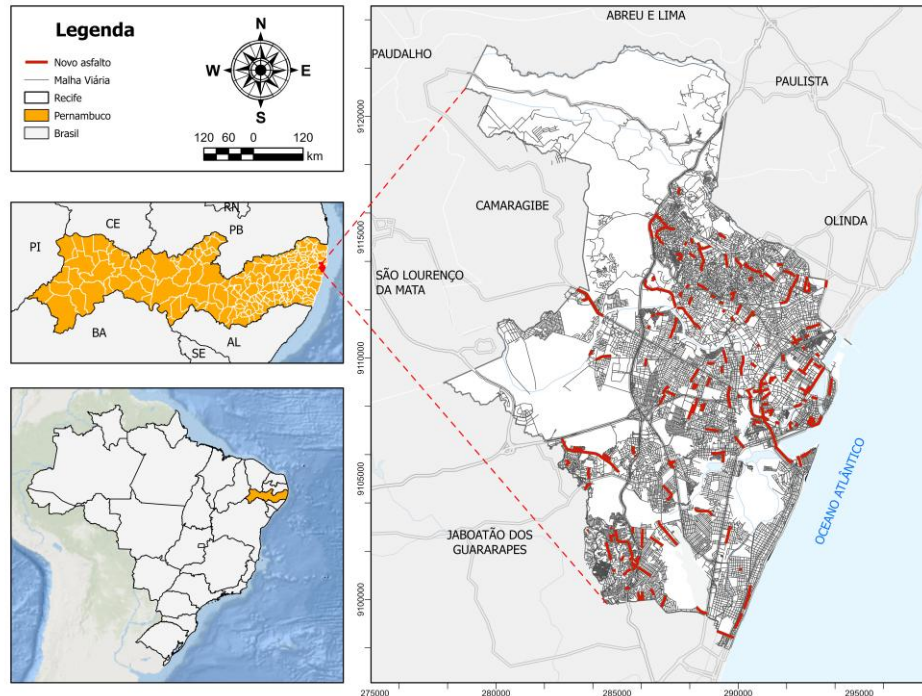 Legenda
Novo asfalto
Malha Viária
Recife
Pernambuco
Brasil
N
W E
S
120 60 0 120
km
RN
CE
PB
PI
BA
AL
SE
ABREU E LIMA
PAUDALHO
PAULISTA
CAMARAGIBE
OLINDA
SÃO LOURENÇO
DA MATA
JABOATÃO DOS
GUARARAPES
OCEANO ATLÂNTICO
9120000
9115000
9110000
9105000
9100000
275000 280000 285000 290000 295000